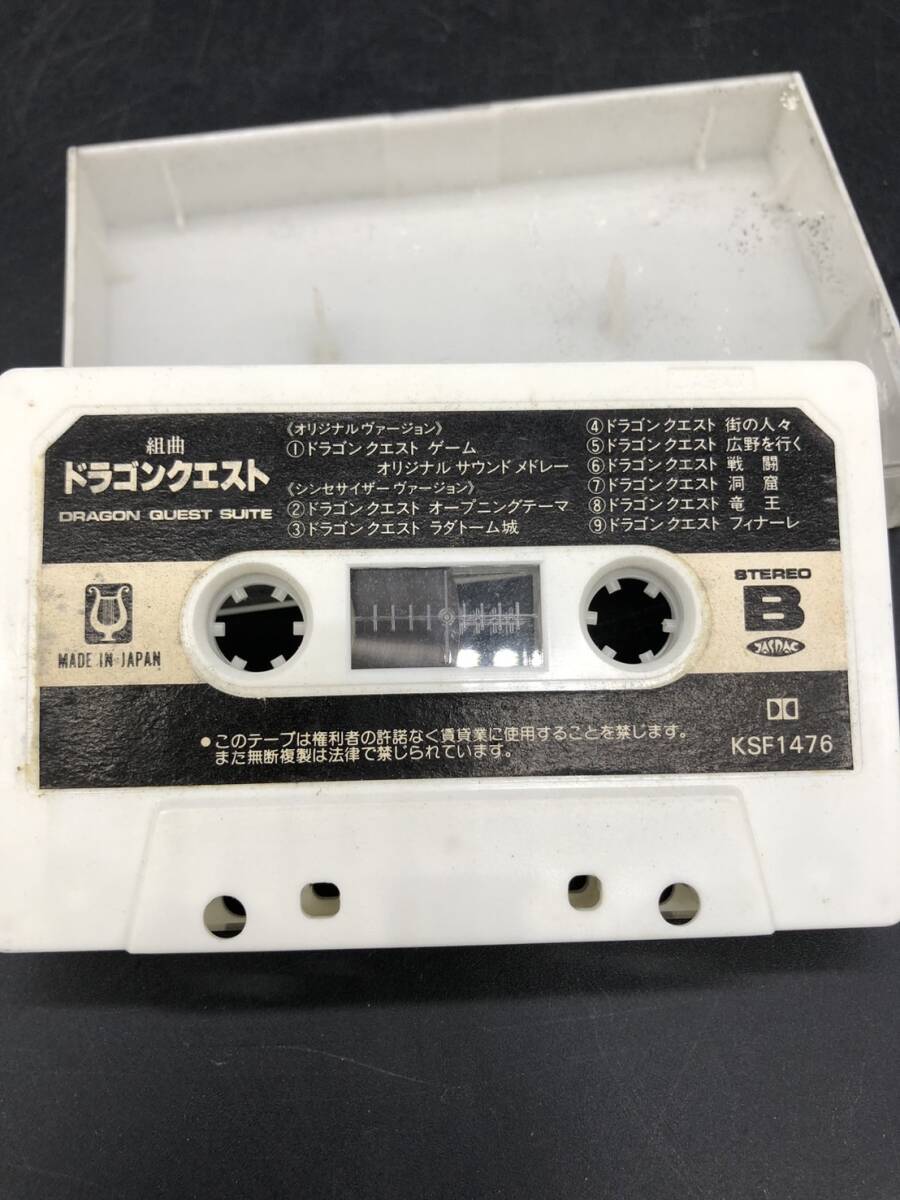 組曲
ドラゴンクエスト
DRAGON QUEST SUITE
《オリジナルヴァージョン》
①ドラゴンクエスト ゲーム
オリジナル サウンド メドレー
《シンセサイザーヴァージョン》
②ドラゴンクエスト オープニングテーマ
③ドラゴンクエスト ラダトーム城
④ドラゴンクエスト 街の人々
⑤ドラゴンクエスト 広野を行く
⑥ドラゴンクエスト 戦闘
⑦ドラゴンクエスト 洞窟
⑧ドラゴンクエスト 竜王
⑨ドラゴンクエスト フィナーレ
MADE IN JAPAN
STEREO
B
JASRAC
●このテープは権利者の許諾なく賃貸業に使用することを禁じます。
また無断複製は法律で禁じられています。
KSF1476